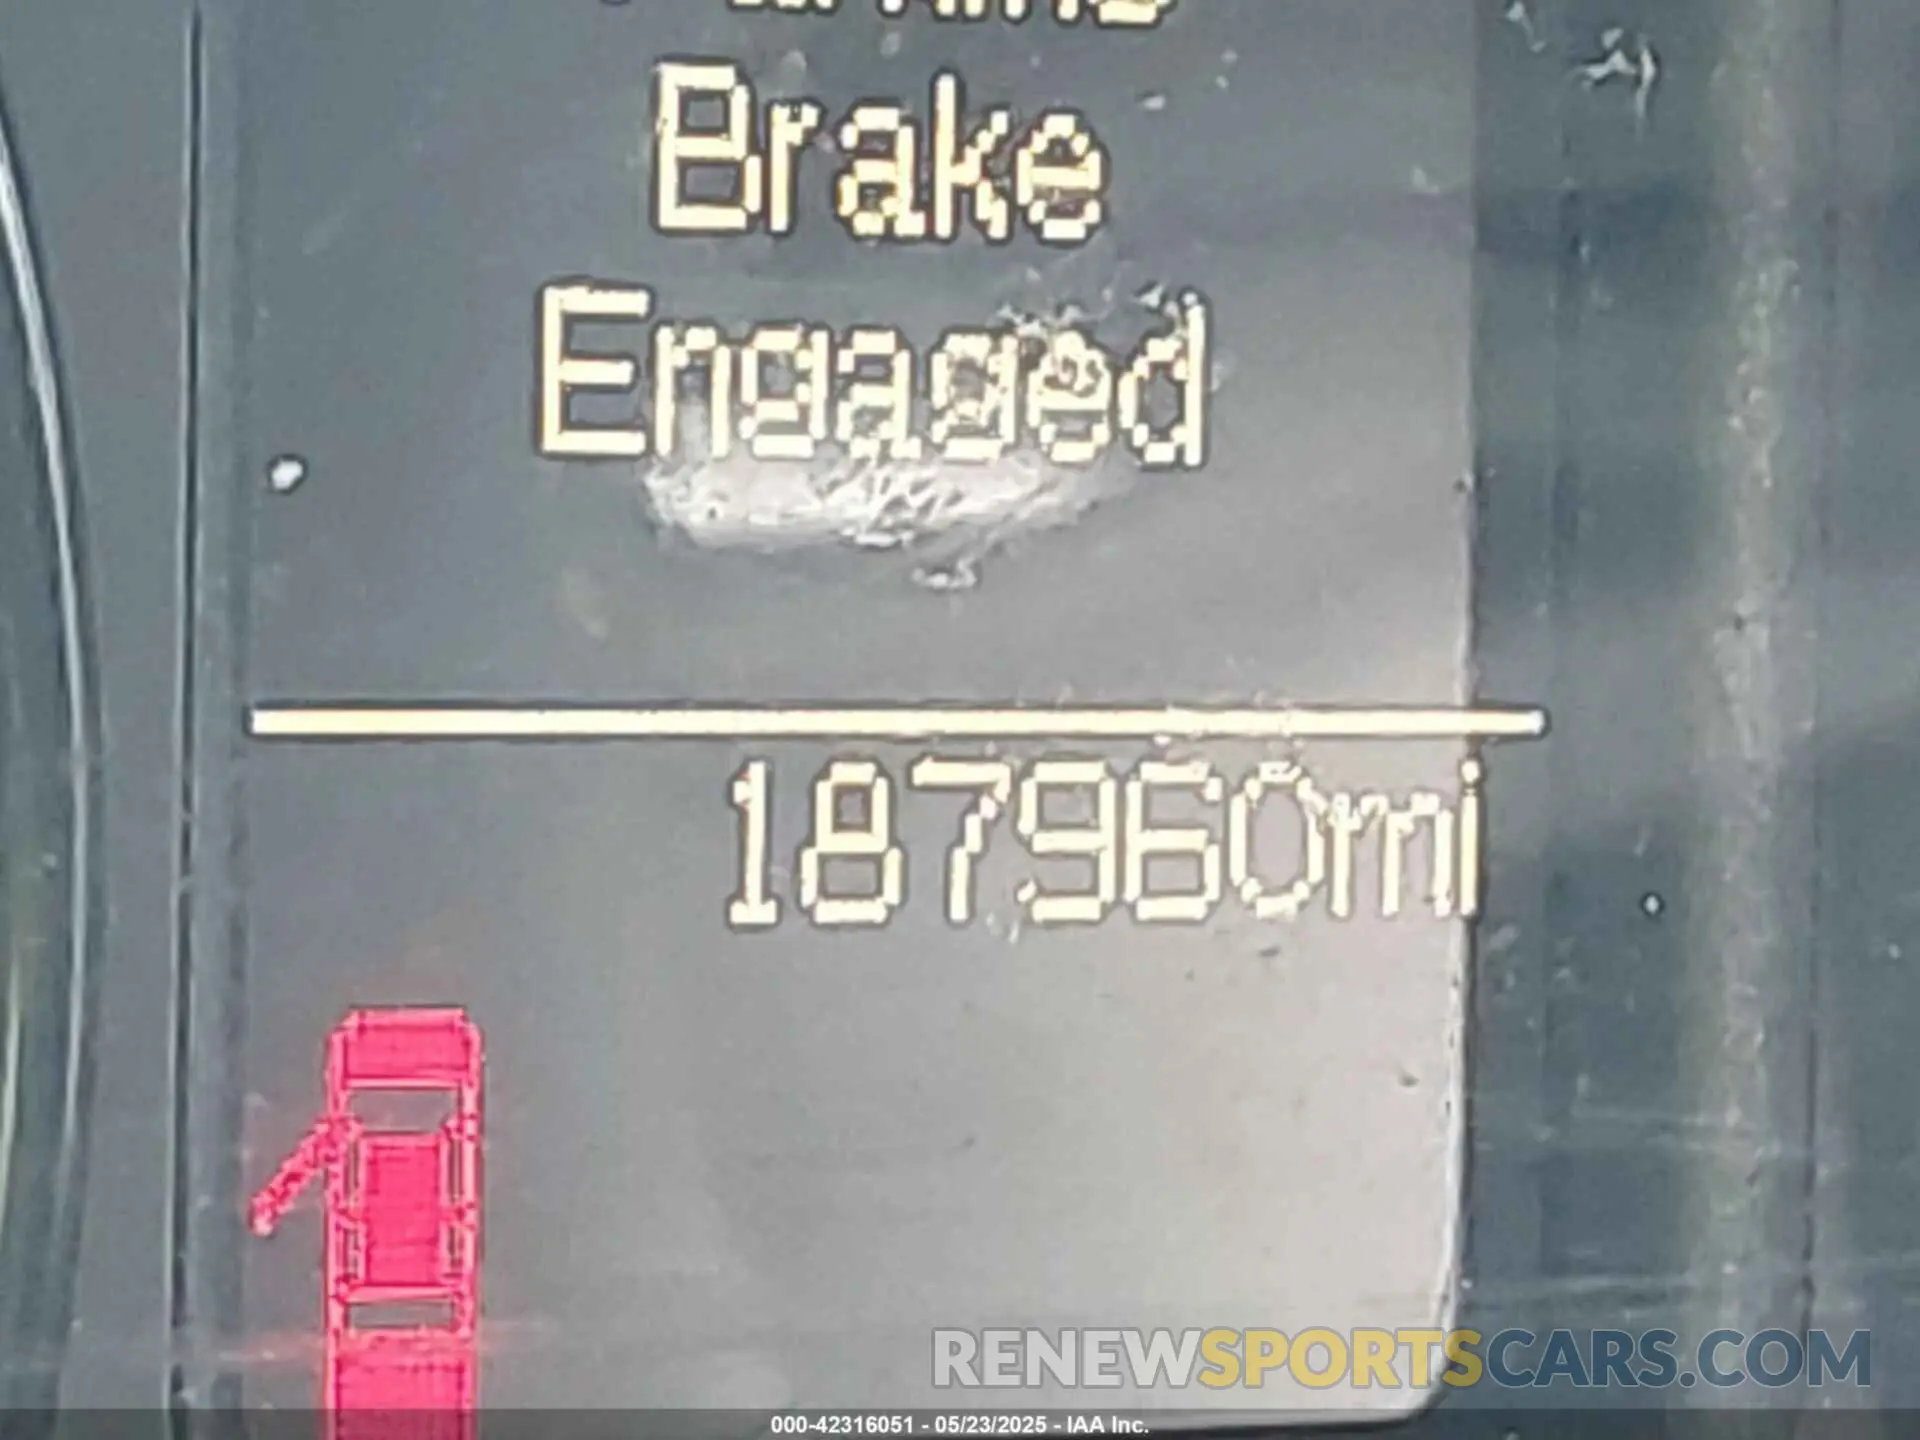 Brake
Engaged
187960mi
RENEWSPORTSCARS.COM
000-42316051 - 05/23/2025 - IAA Inc.